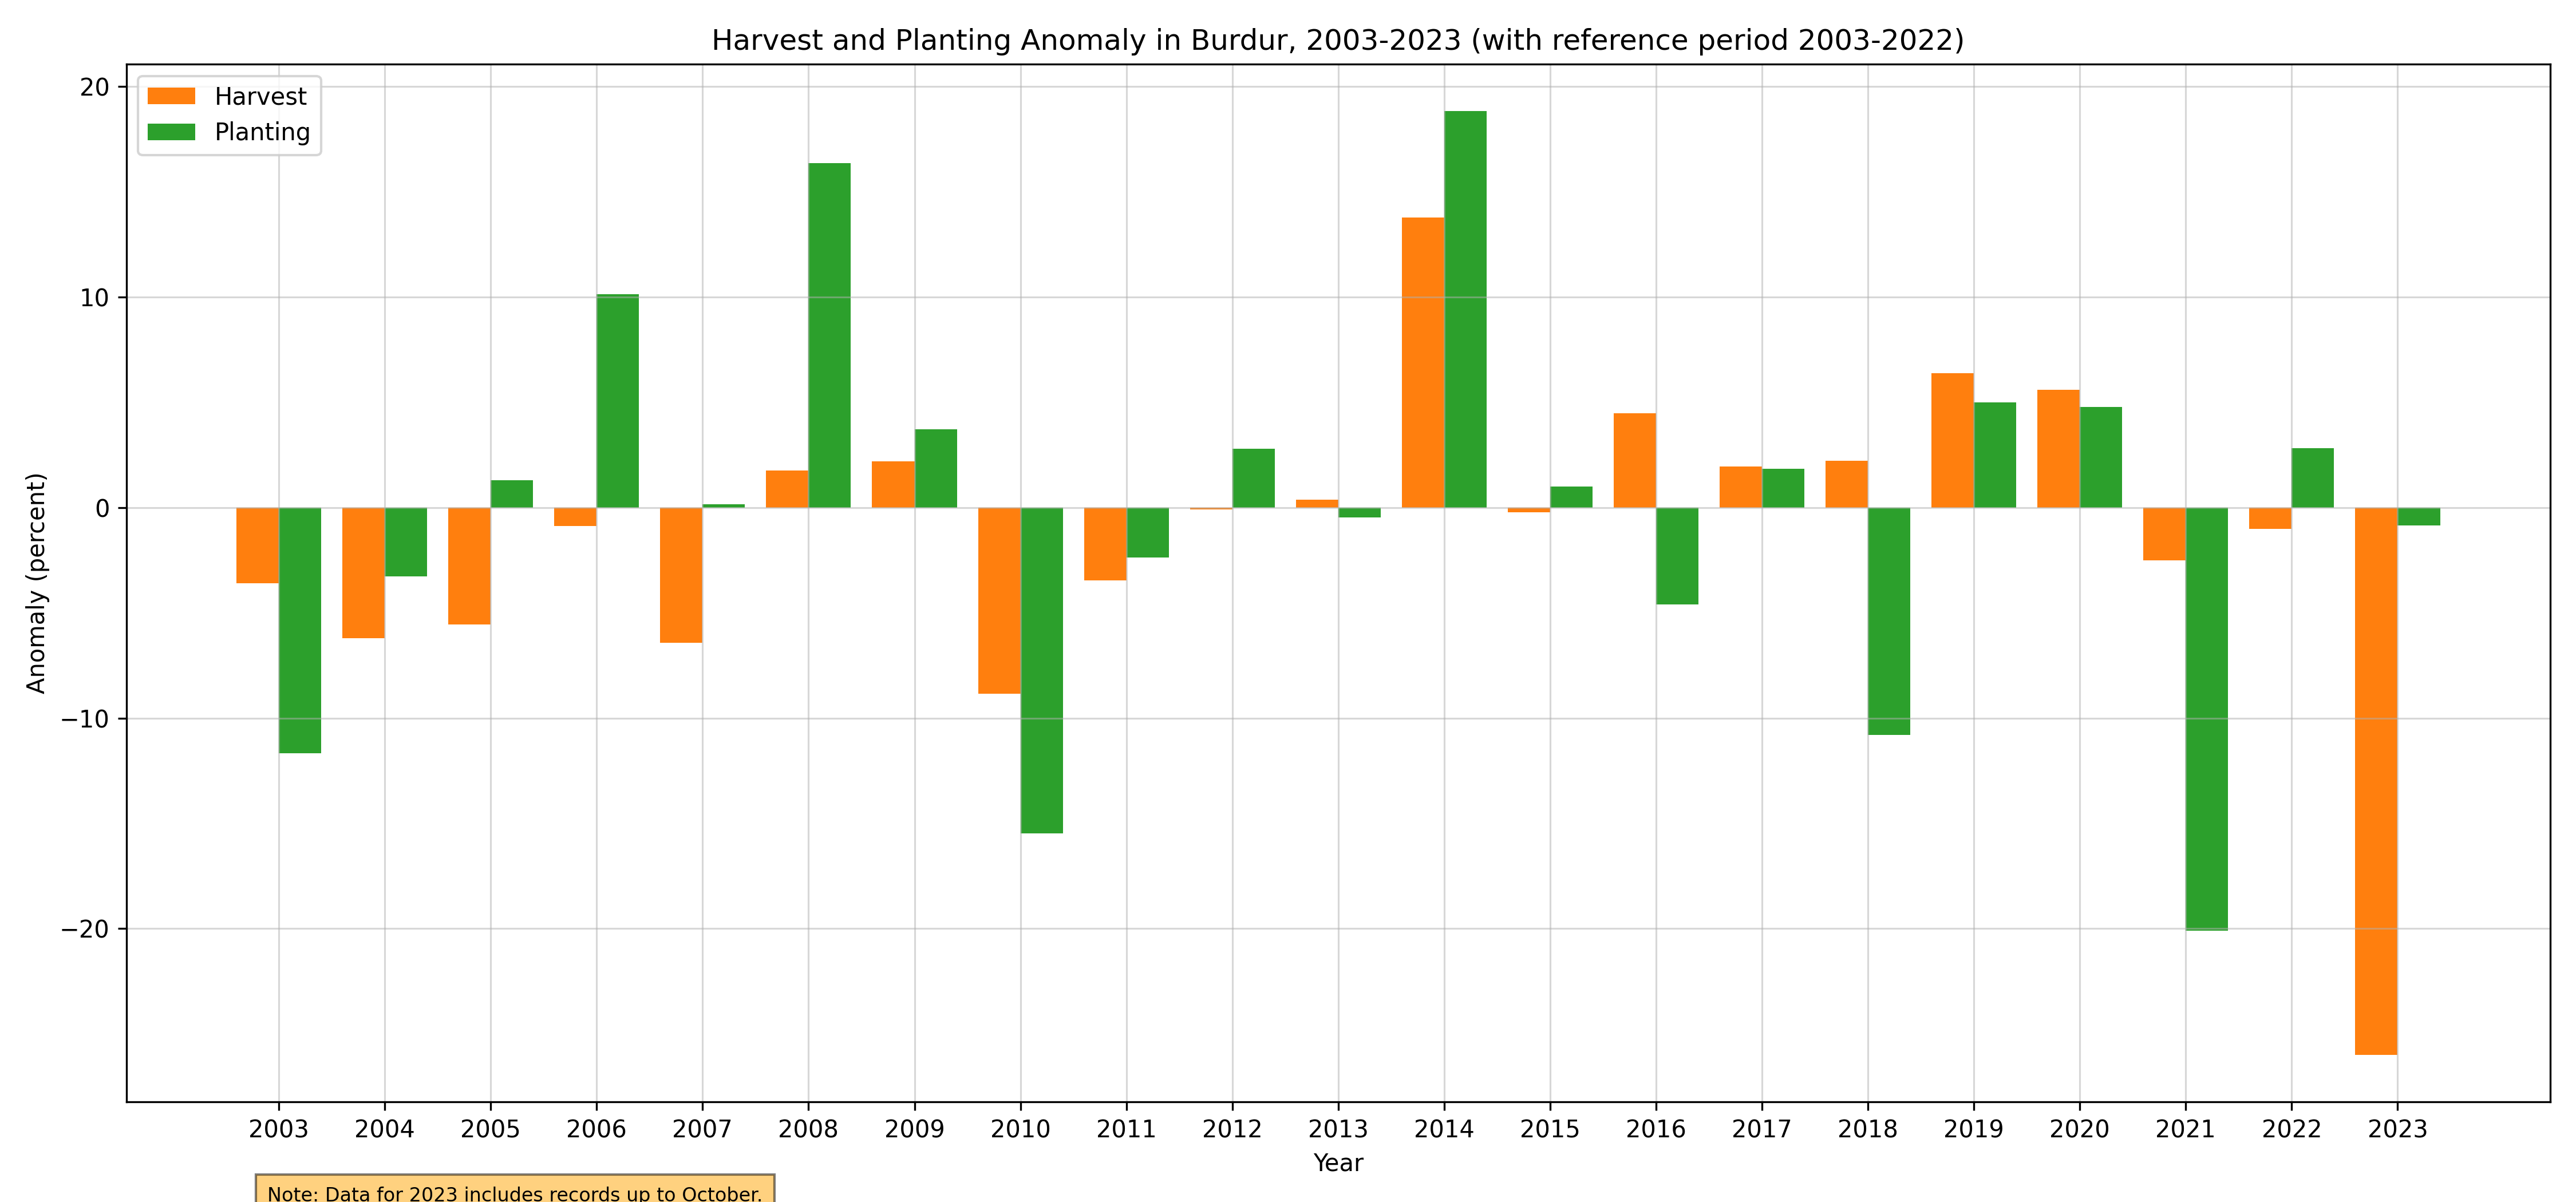 Harvest and Planting Anomaly in Burdur, 2003-2023 (with reference period 2003-2022)
Harvest
Planting
20
10
0
−10
−20
Anomaly (percent)
2003 2004 2005 2006 2007 2008 2009 2010 2011 2012 2013 2014 2015 2016 2017 2018 2019 2020 2021 2022 2023
Year
Note: Data for 2023 includes records up to October.